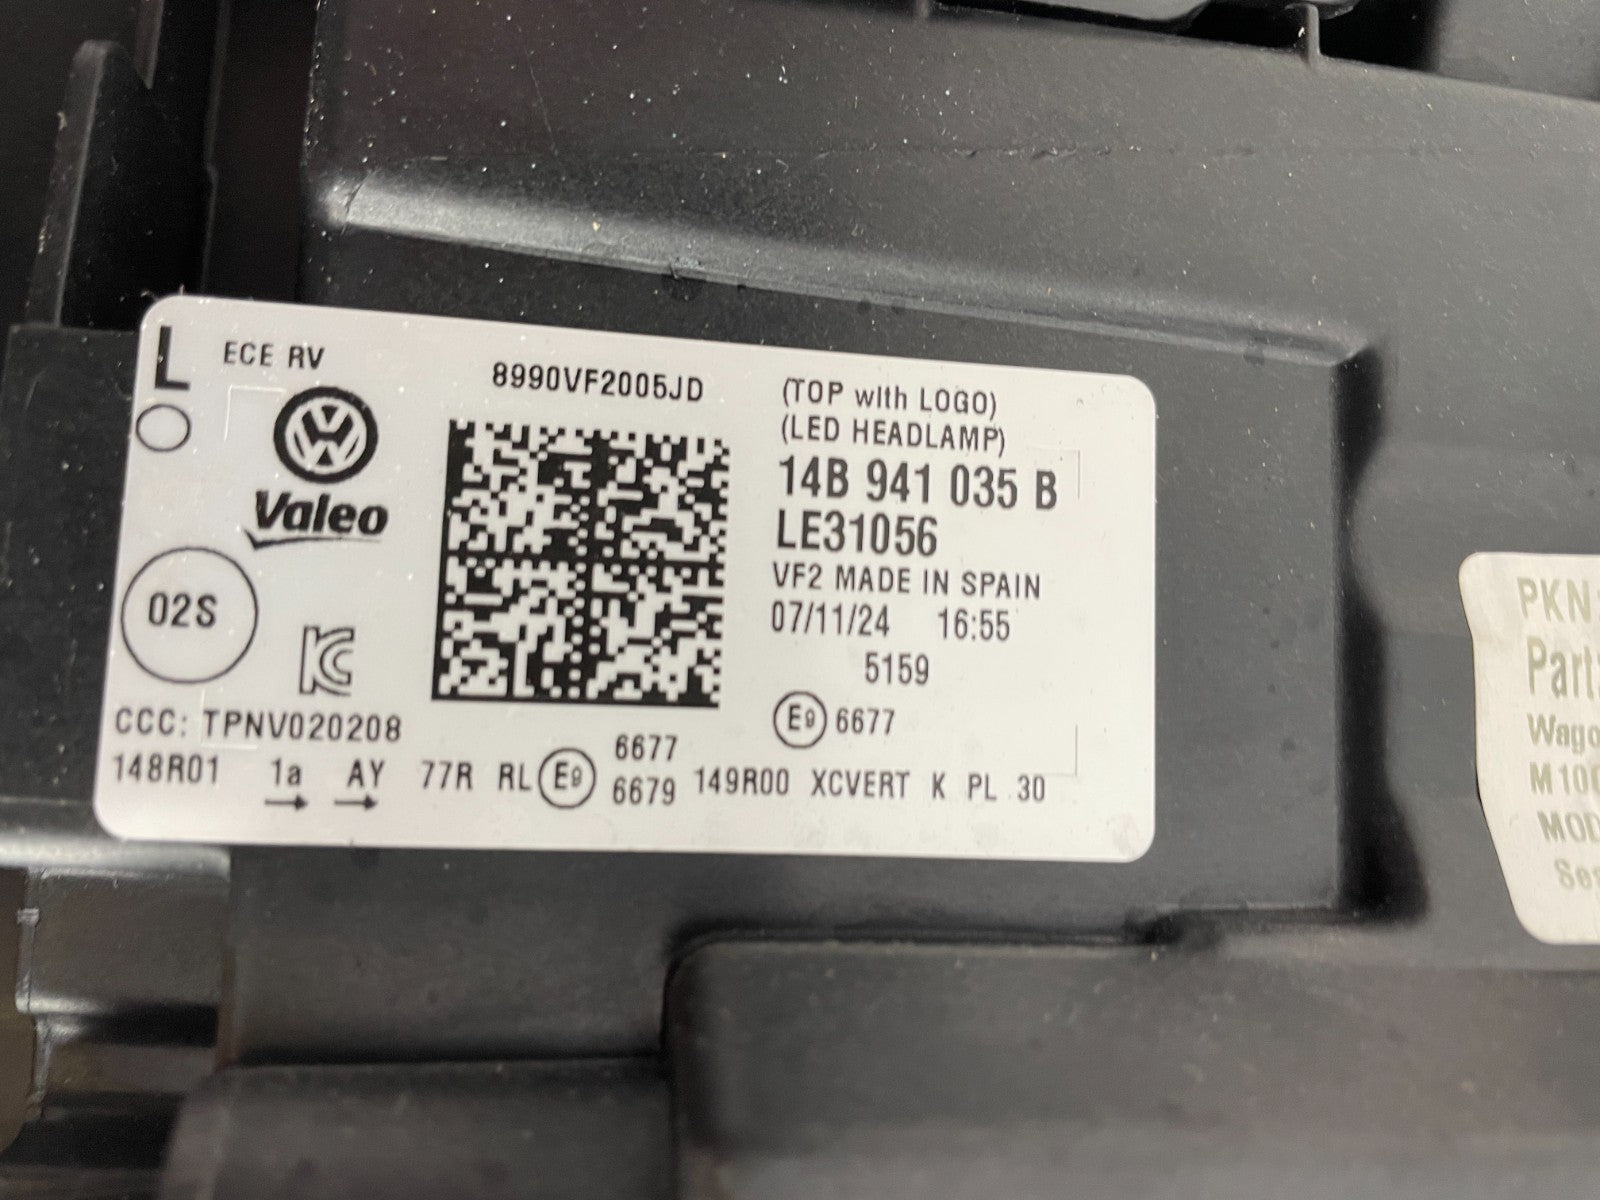 L ECE RV
Valeo
02S
CCC: TPNV020208
148R01 1a AY 77R RL E9 6677 6679 149R00 XCVERT K PL 30
8990VF2005JD
(TOP with LOGO)
(LED HEADLAMP)
14B 941 035 B
LE31056
VF2 MADE IN SPAIN
07/11/24 16:55
5159
E9 6677
PKN
Part
Wago
M10
MOD